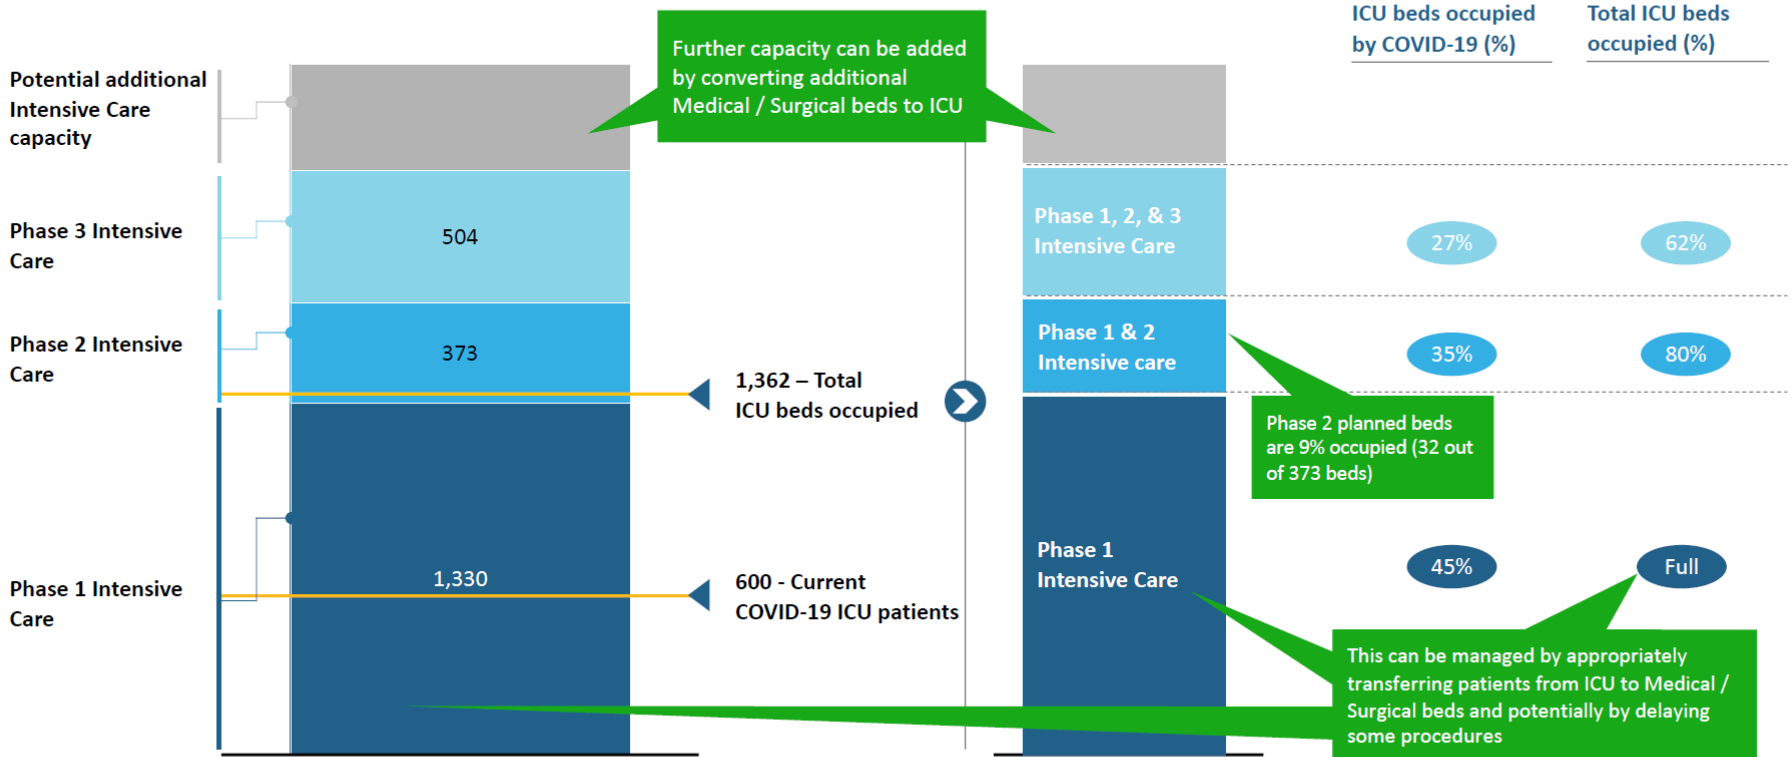 ICU beds occupied
by COVID-19 (%)
Total ICU beds
occupied (%)
Further capacity can be added
by converting additional
Medical / Surgical beds to ICU
Potential additional
Intensive Care
capacity
Phase 3 Intensive
Care
504
Phase 1, 2, & 3
Intensive Care
27%
62%
Phase 2 Intensive
Care
373
1,362 – Total
ICU beds occupied
Phase 1 & 2
Intensive care
35%
80%
Phase 2 planned beds
are 9% occupied (32 out
of 373 beds)
Phase 1 Intensive
Care
1,330
600 - Current
COVID-19 ICU patients
Phase 1
Intensive Care
45%
Full
This can be managed by appropriately
transferring patients from ICU to Medical /
Surgical beds and potentially by delaying
some procedures